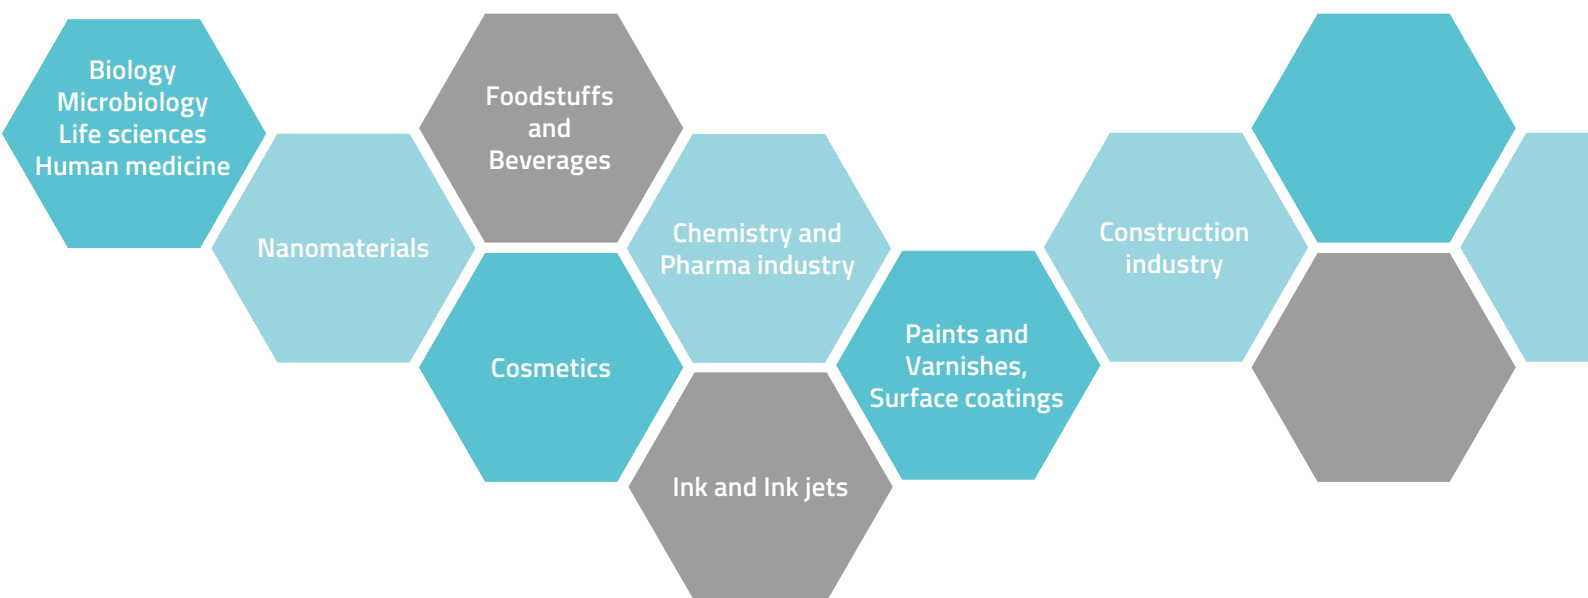 Biology
Microbiology
Life sciences
Human medicine
Nanomaterials
Foodstuffs
and
Beverages
Cosmetics
Chemistry and
Pharma industry
Ink and Ink jets
Paints and
Varnishes,
Surface coatings
Construction
industry